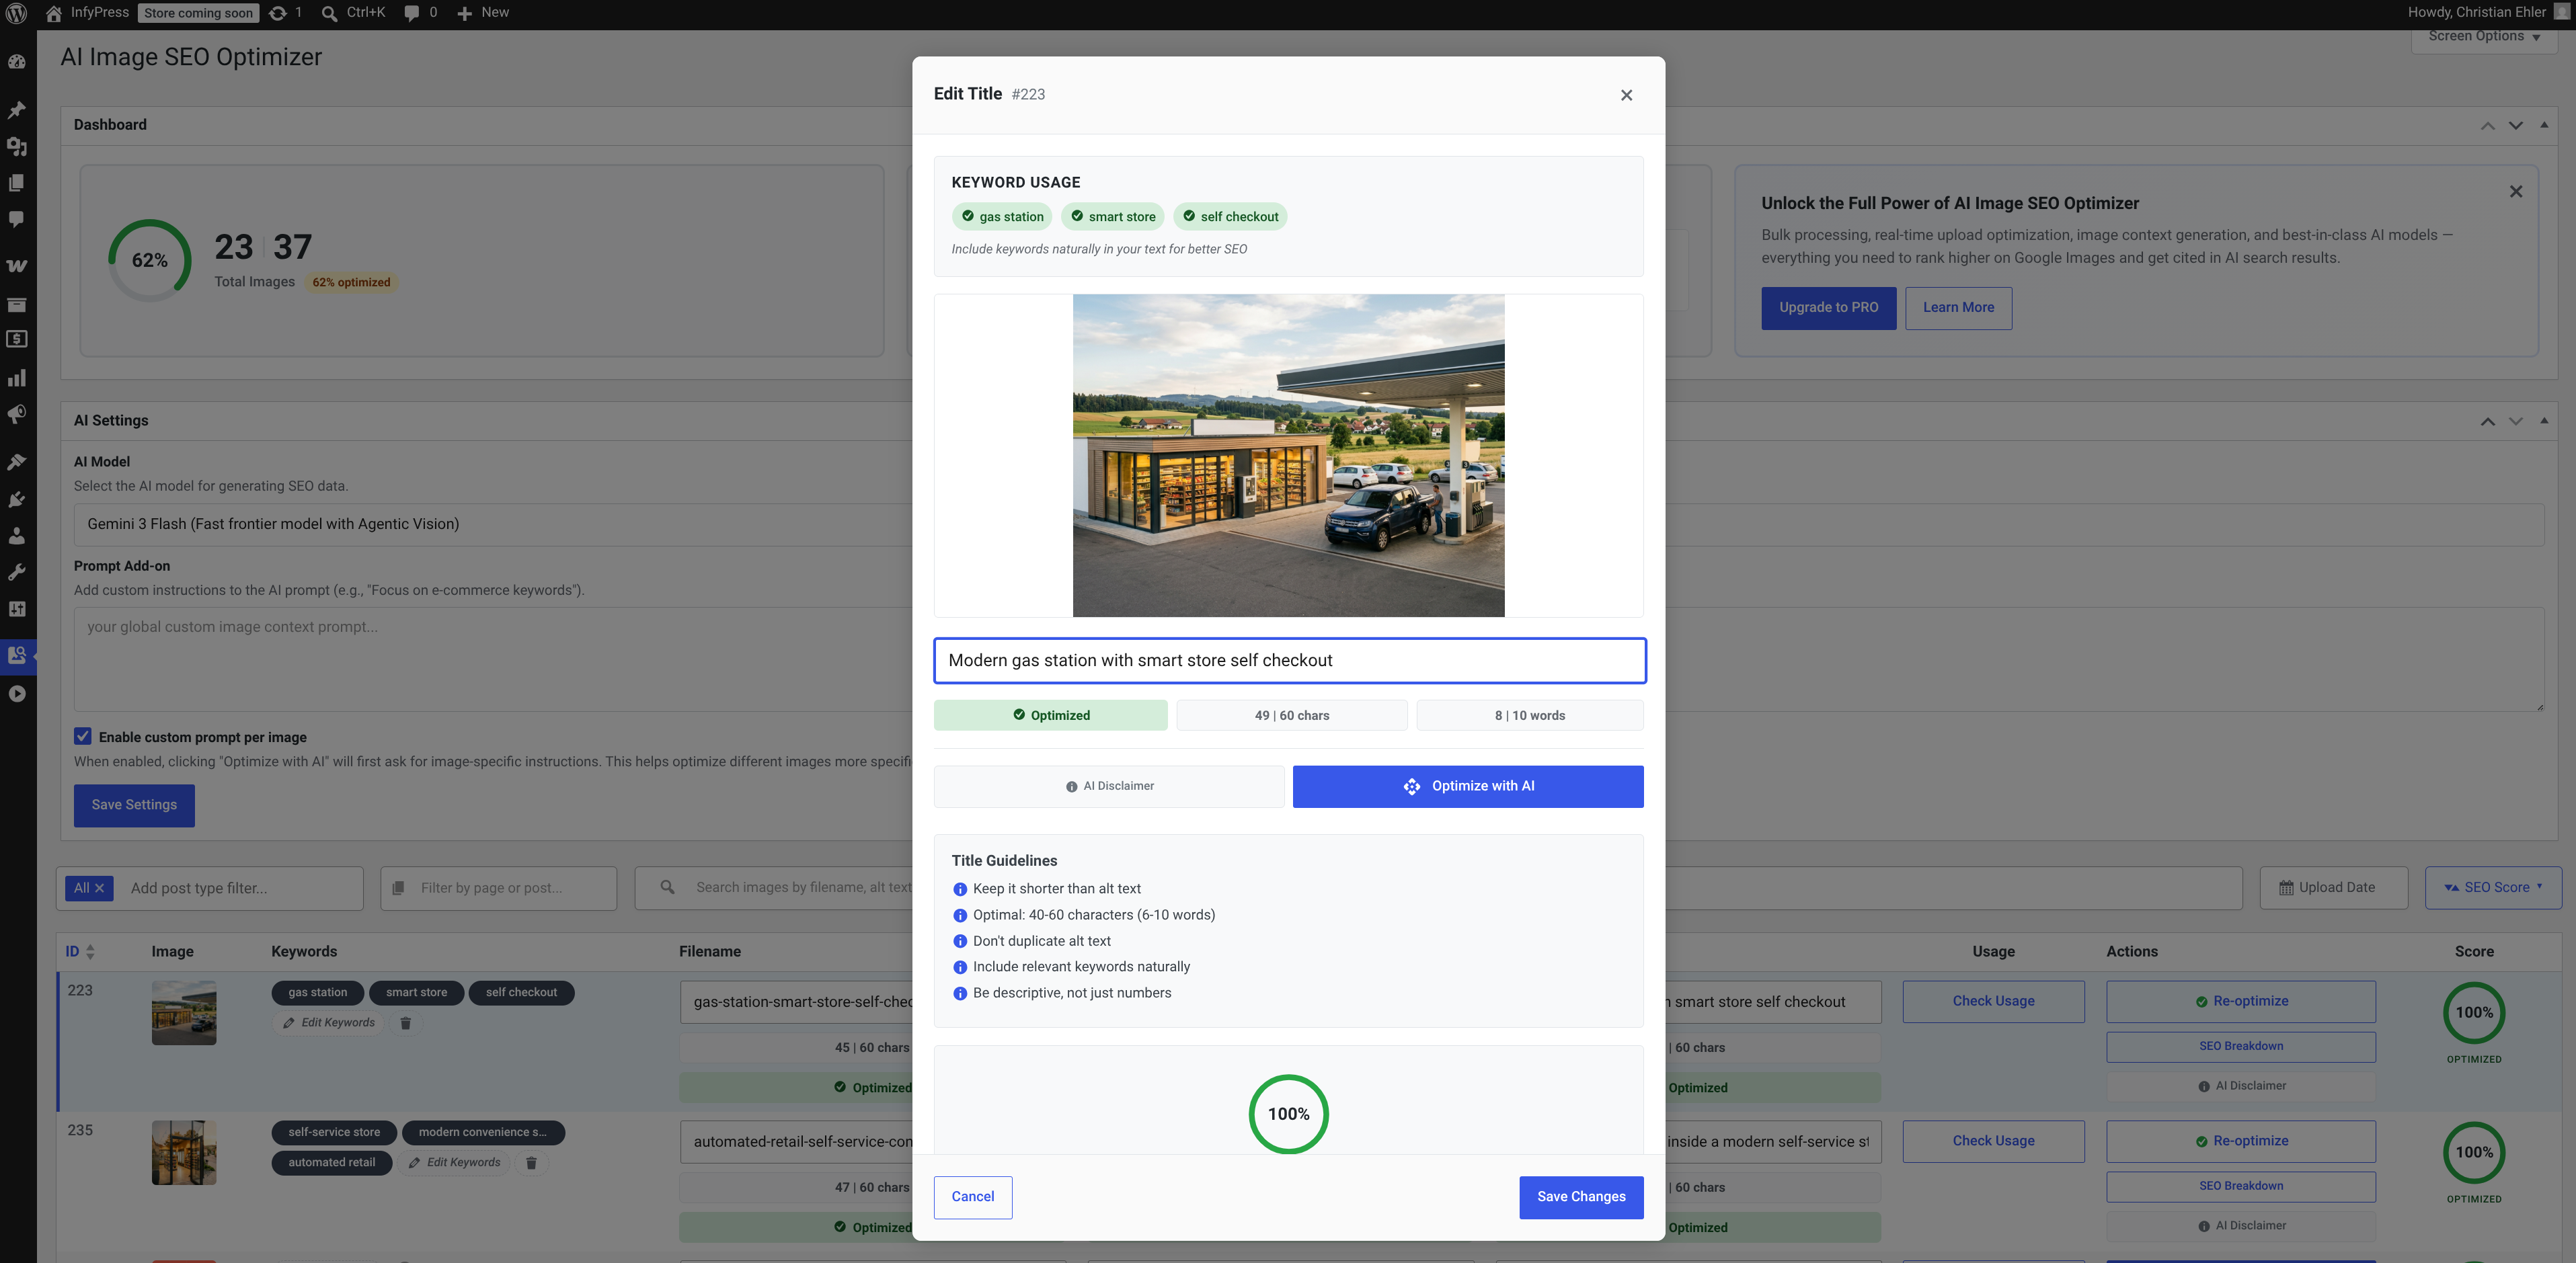 InfyPress Store coming soon 1 Ctrl+K 0 New Howdy, Christian Ehler
AI Image SEO Optimizer
Screen Options
Dashboard
62%
23 37
Total Images 62% optimized
Unlock the Full Power of AI Image SEO Optimizer
Bulk processing, real-time upload optimization, image context generation, and best-in-class AI models —
everything you need to rank higher on Google Images and get cited in AI search results.
Upgrade to PRO Learn More
AI Settings
AI Model
Select the AI model for generating SEO data.
Gemini 3 Flash (Fast frontier model with Agentic Vision)
Prompt Add-on
Add custom instructions to the AI prompt (e.g., "Focus on e-commerce keywords").
your global custom image context prompt...
Enable custom prompt per image
When enabled, clicking "Optimize with AI" will first ask for image-specific instructions. This helps optimize different images more specifi
Save Settings
All Add post type filter... Filter by page or post... Search images by filename, alt text Upload Date SEO Score
ID Image Keywords Filename Usage Actions Score
223 gas station smart store self checkout
Edit Keywords
gas-station-smart-store-self-chec
45 | 60 chars
Optimized
smart store self checkout
| 60 chars
Optimized
Check Usage
Re-optimize
SEO Breakdown
AI Disclaimer
100%
OPTIMIZED
235 self-service store modern convenience s...
automated retail Edit Keywords
automated-retail-self-service-con
47 | 60 chars
Optimized
inside a modern self-service st
| 60 chars
Optimized
Check Usage
Re-optimize
SEO Breakdown
AI Disclaimer
100%
OPTIMIZED
Edit Title #223
KEYWORD USAGE
gas station smart store self checkout
Include keywords naturally in your text for better SEO
Modern gas station with smart store self checkout
Optimized 49 | 60 chars 8 | 10 words
AI Disclaimer Optimize with AI
Title Guidelines
Keep it shorter than alt text
Optimal: 40-60 characters (6-10 words)
Don't duplicate alt text
Include relevant keywords naturally
Be descriptive, not just numbers
100%
Cancel Save Changes